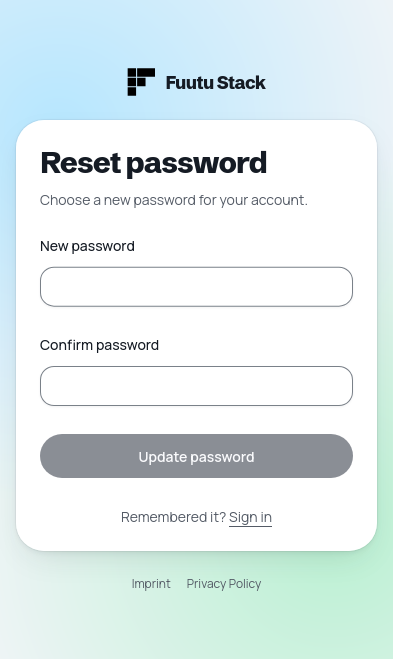 Fuutu Stack
Reset password
Choose a new password for your account.
New password
Confirm password
Update password
Remembered it? Sign in
Imprint Privacy Policy